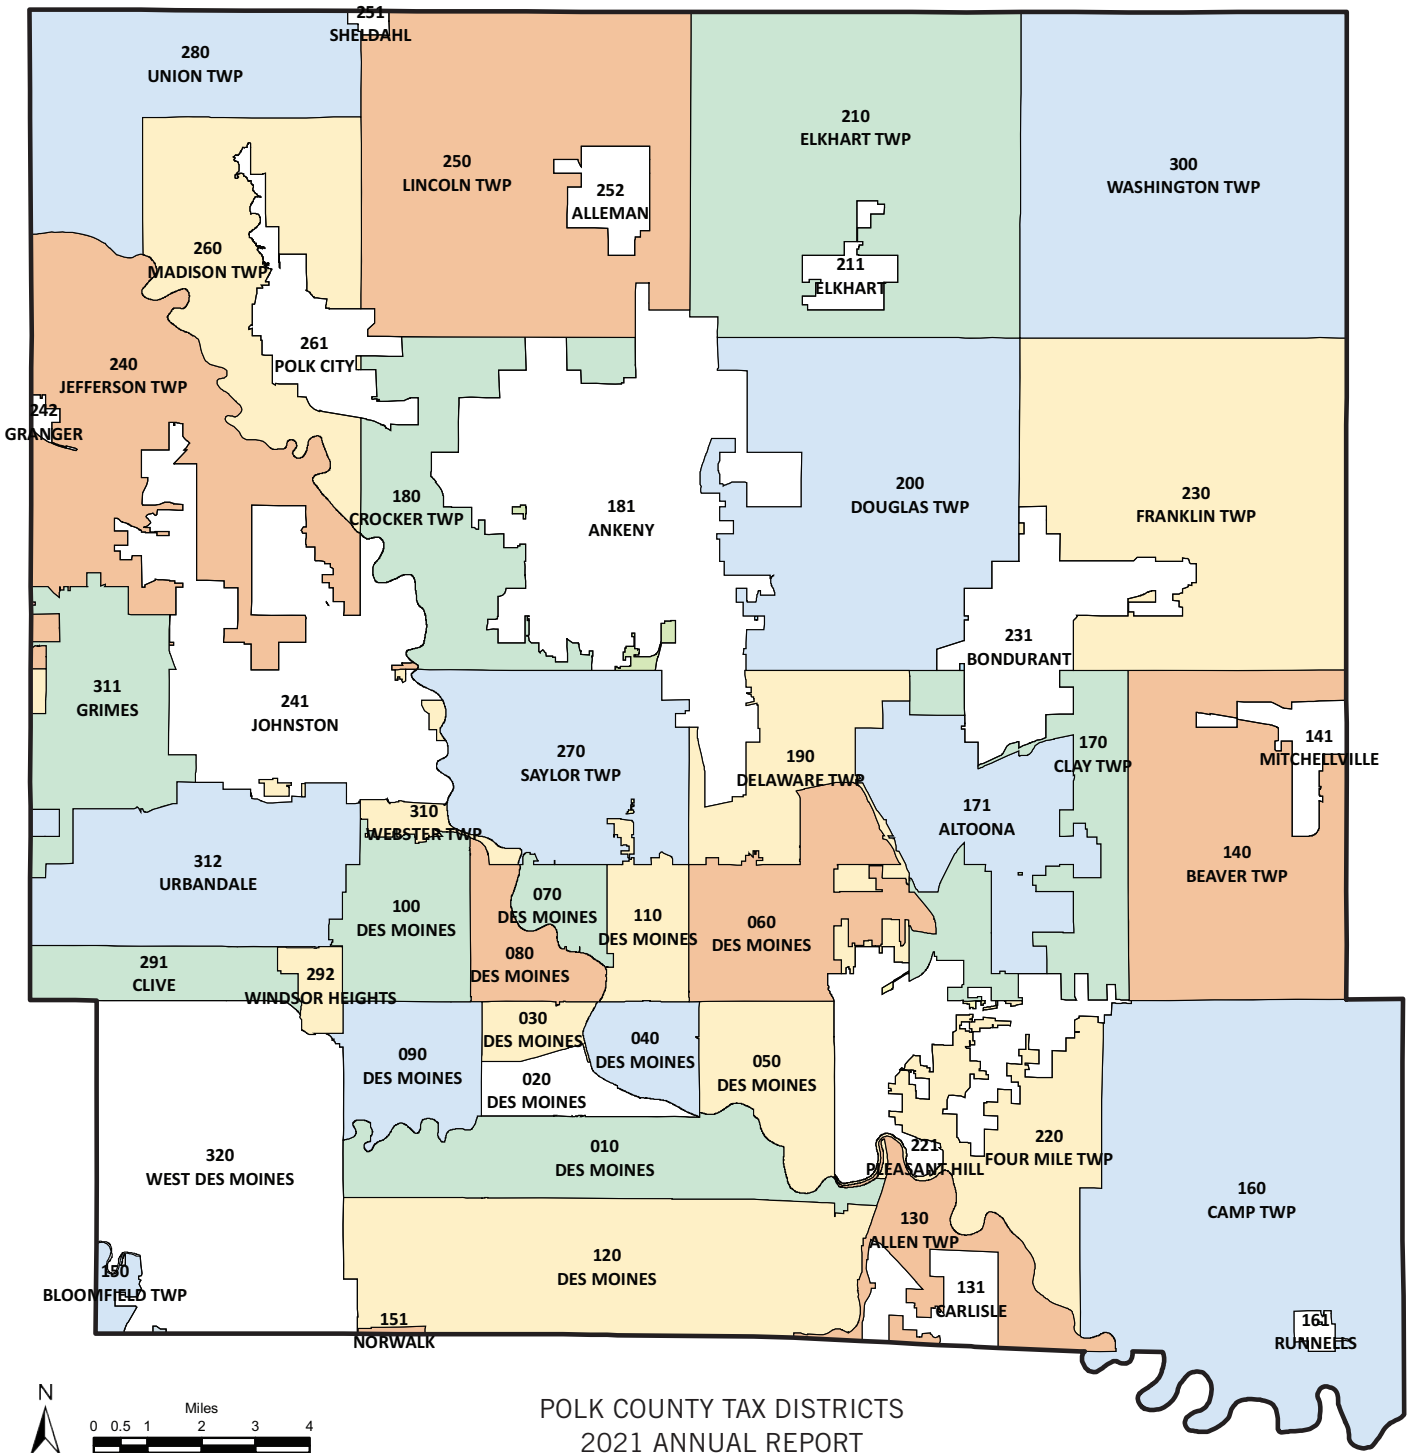 251
SHELDAHL
280
UNION TWP
210
ELKHART TWP
250
LINCOLN TWP
300
WASHINGTON TWP
252
ALLEMAN
260
MADISON TWP
211
ELKHART
261
POLK CITY
240
JEFFERSON TWP
242
GRANGER
180
CROCKER TWP
181
ANKENY
200
DOUGLAS TWP
230
FRANKLIN TWP
231
BONDURANT
311
GRIMES
241
JOHNSTON
270
SAYLOR TWP
190
DELAWARE TWP
170
CLAY TWP
141
MITCHELLVILLE
310
WEBSTER TWP
171
ALTOONA
312
URBANDALE
140
BEAVER TWP
100
DES MOINES
070
DES MOINES
110
DES MOINES
060
DES MOINES
080
DES MOINES
291
CLIVE
292
WINDSOR HEIGHTS
030
DES MOINES
040
DES MOINES
090
DES MOINES
050
DES MOINES
020
DES MOINES
010
DES MOINES
221
PLEASANT HILL
220
FOUR MILE TWP
320
WEST DES MOINES
160
CAMP TWP
130
ALLEN TWP
120
DES MOINES
150
BLOOMFIELD TWP
131
CARLISLE
151
NORWALK
161
RUNNELLS
N
Miles
0 0.5 1 2 3 4
POLK COUNTY TAX DISTRICTS
2021 ANNUAL REPORT